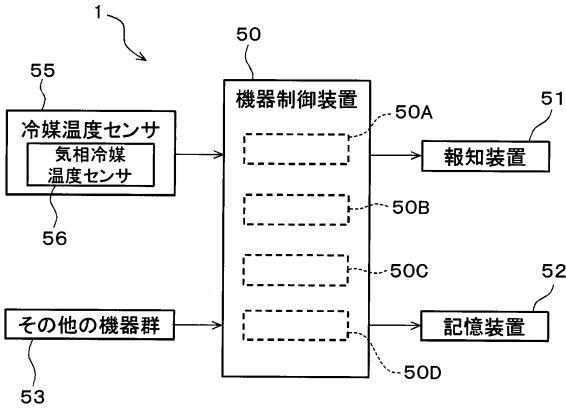 1
50
55
機器制御装置
冷媒温度センサ
気相冷媒
温度センサ
56
50A
51
報知装置
50B
50C
52
その他の機器群
記憶装置
53
50D